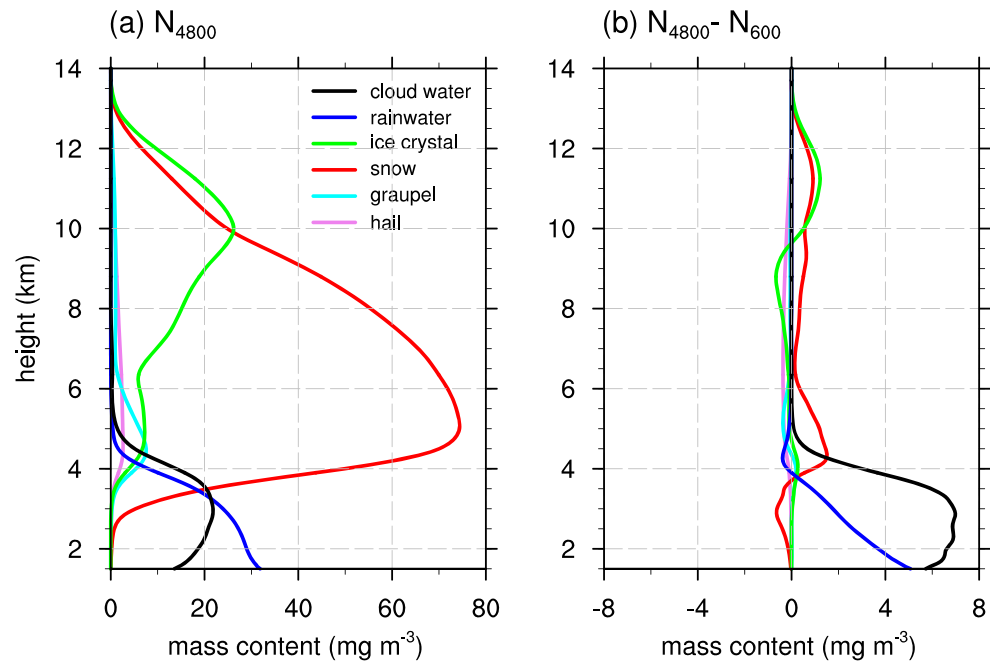 (a) N4800
(b) N4800- N600
14
12
10
8
6
4
2
height (km)
cloud water
rainwater
ice crystal
snow
graupel
hail
0 20 40 60 80
mass content (mg m-3)
14
12
10
8
6
4
2
-8 -4 0 4 8
mass content (mg m-3)